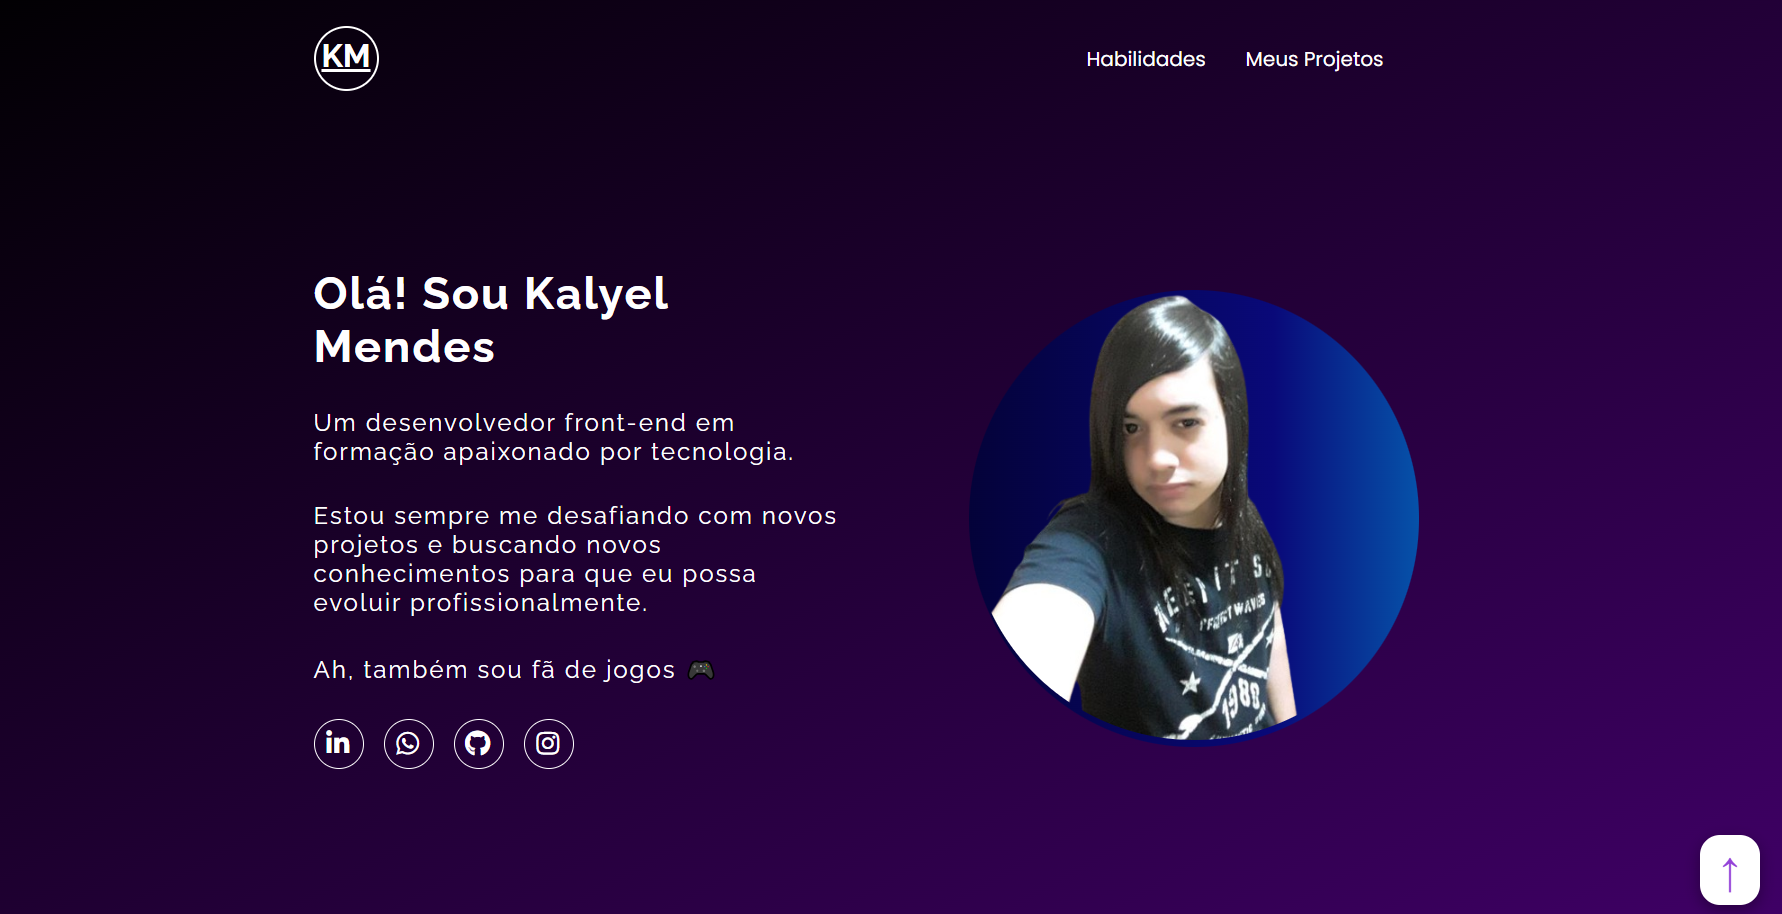 KM
Habilidades
Meus Projetos
Olá! Sou Kalyel
Mendes
Um desenvolvedor front-end em
formação apaixonado por tecnologia.
Estou sempre me desafiando com novos
projetos e buscando novos
conhecimentos para que eu possa
evoluir profissionalmente.
Ah, também sou fã de jogos 🎮
in
1980